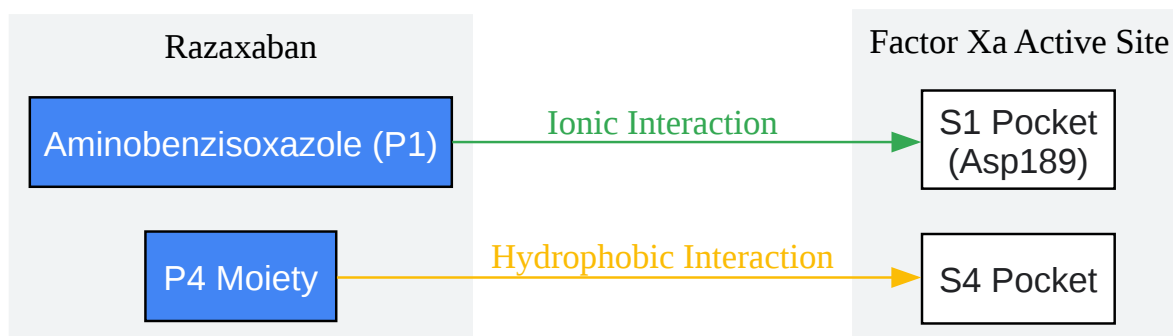 Razaxaban
Factor Xa Active Site
Aminobenzisoxazole (P1)
Ionic Interaction
S1 Pocket
(Asp189)
P4 Moiety
Hydrophobic Interaction
S4 Pocket